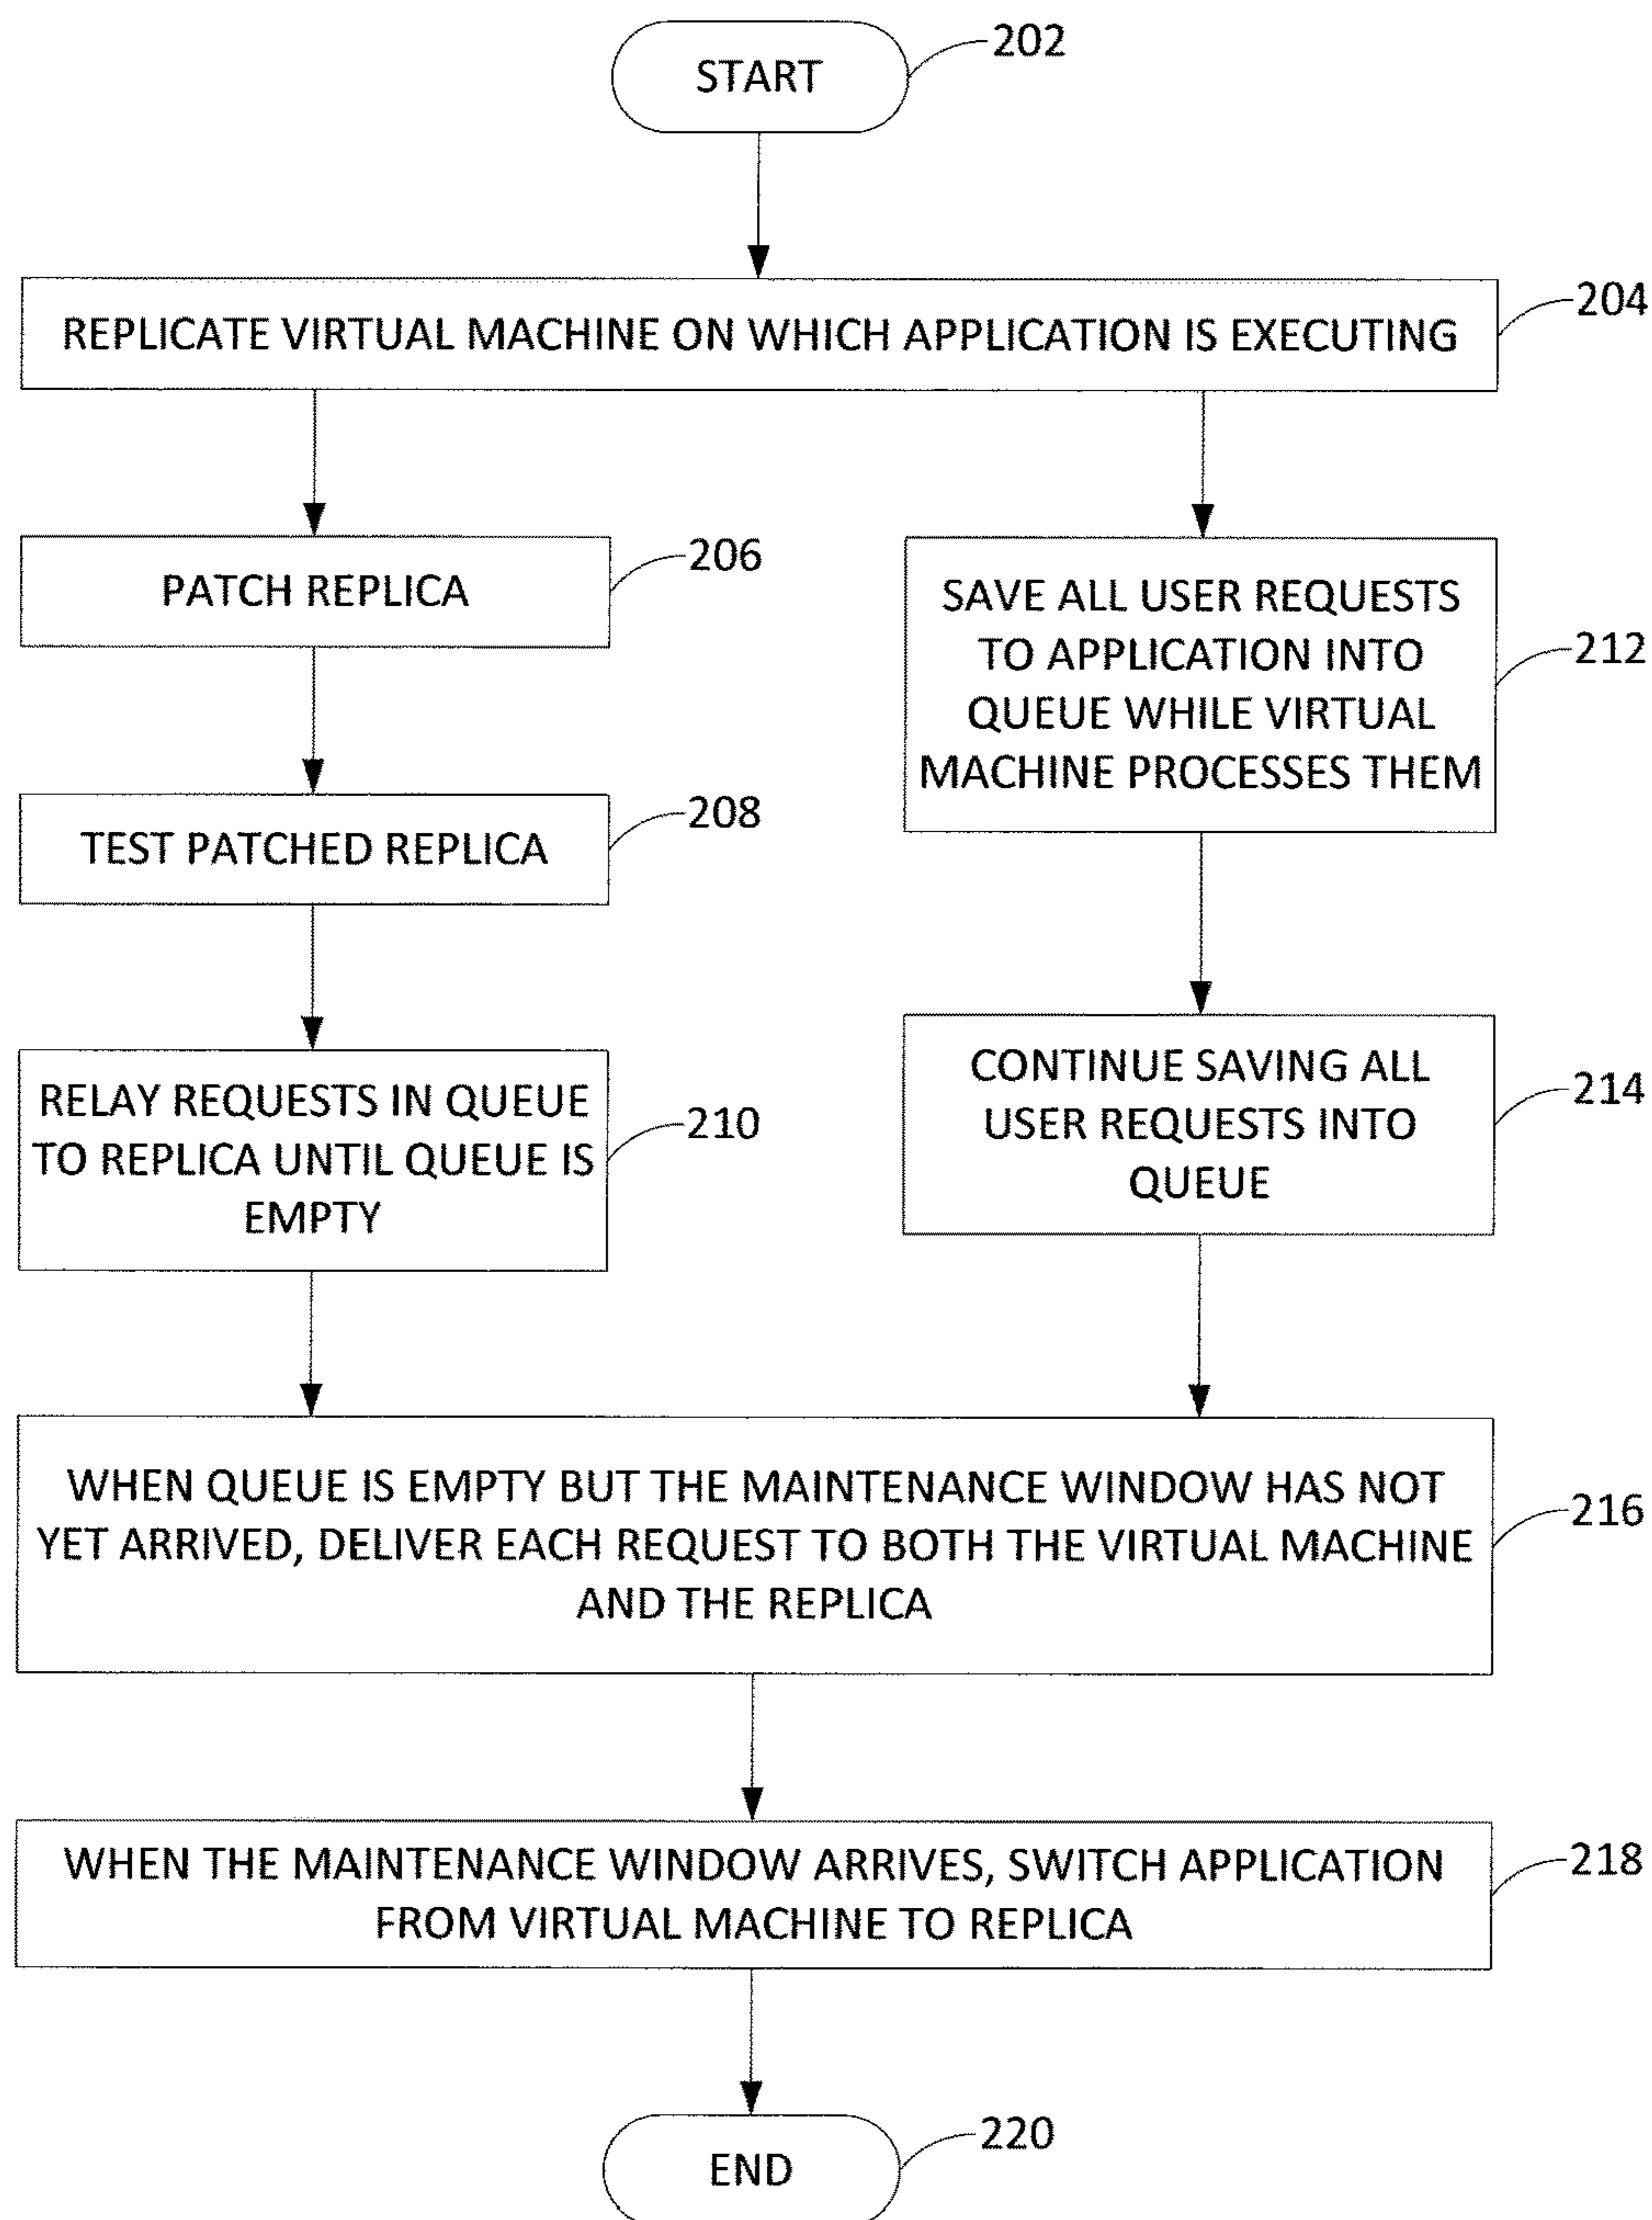 START
202
REPLICATE VIRTUAL MACHINE ON WHICH APPLICATION IS EXECUTING
204
PATCH REPLICA
206
TEST PATCHED REPLICA
208
RELAY REQUESTS IN QUEUE
TO REPLICA UNTIL QUEUE IS
EMPTY
210
SAVE ALL USER REQUESTS
TO APPLICATION INTO
QUEUE WHILE VIRTUAL
MACHINE PROCESSES THEM
212
CONTINUE SAVING ALL
USER REQUESTS INTO
QUEUE
214
WHEN QUEUE IS EMPTY BUT THE MAINTENANCE WINDOW HAS NOT
YET ARRIVED, DELIVER EACH REQUEST TO BOTH THE VIRTUAL MACHINE
AND THE REPLICA
216
WHEN THE MAINTENANCE WINDOW ARRIVES, SWITCH APPLICATION
FROM VIRTUAL MACHINE TO REPLICA
218
END
220